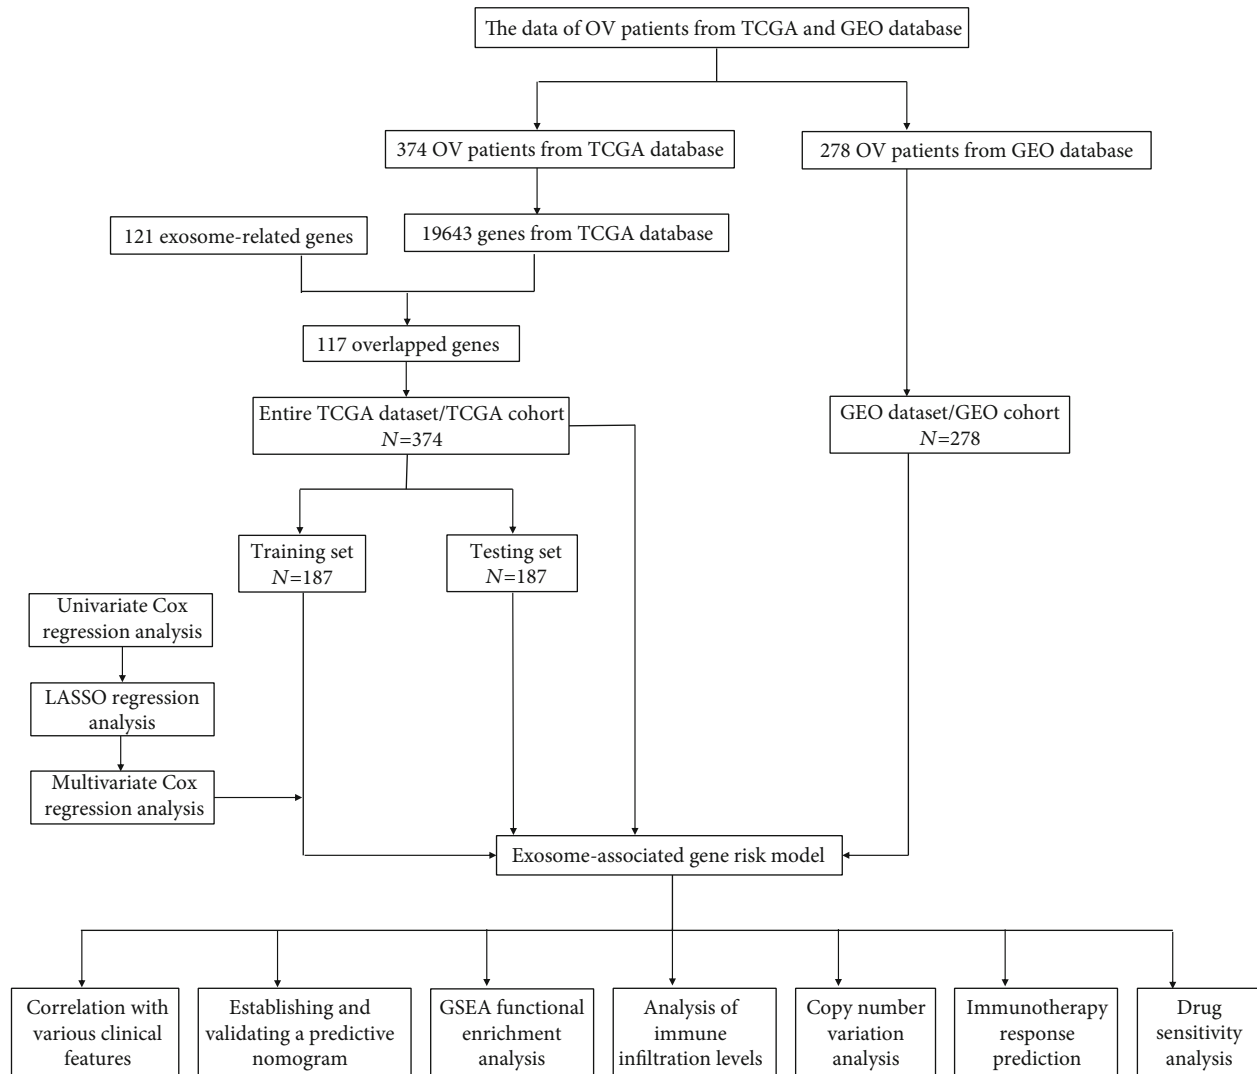 The data of OV patients from TCGA and GEO database
374 OV patients from TCGA database
278 OV patients from GEO database
121 exosome-related genes
19643 genes from TCGA database
117 overlapped genes
Entire TCGA dataset/TCGA cohort
N=374
GEO dataset/GEO cohort
N=278
Training set
N=187
Testing set
N=187
Univariate Cox
regression analysis
LASSO regression
analysis
Multivariate Cox
regression analysis
Exosome-associated gene risk model
Correlation with
various clinical
features
Establishing and
validating a predictive
nomogram
GSEA functional
enrichment
analysis
Analysis of
immune
infiltration levels
Copy number
variation
analysis
Immunotherapy
response
prediction
Drug
sensitivity
analysis